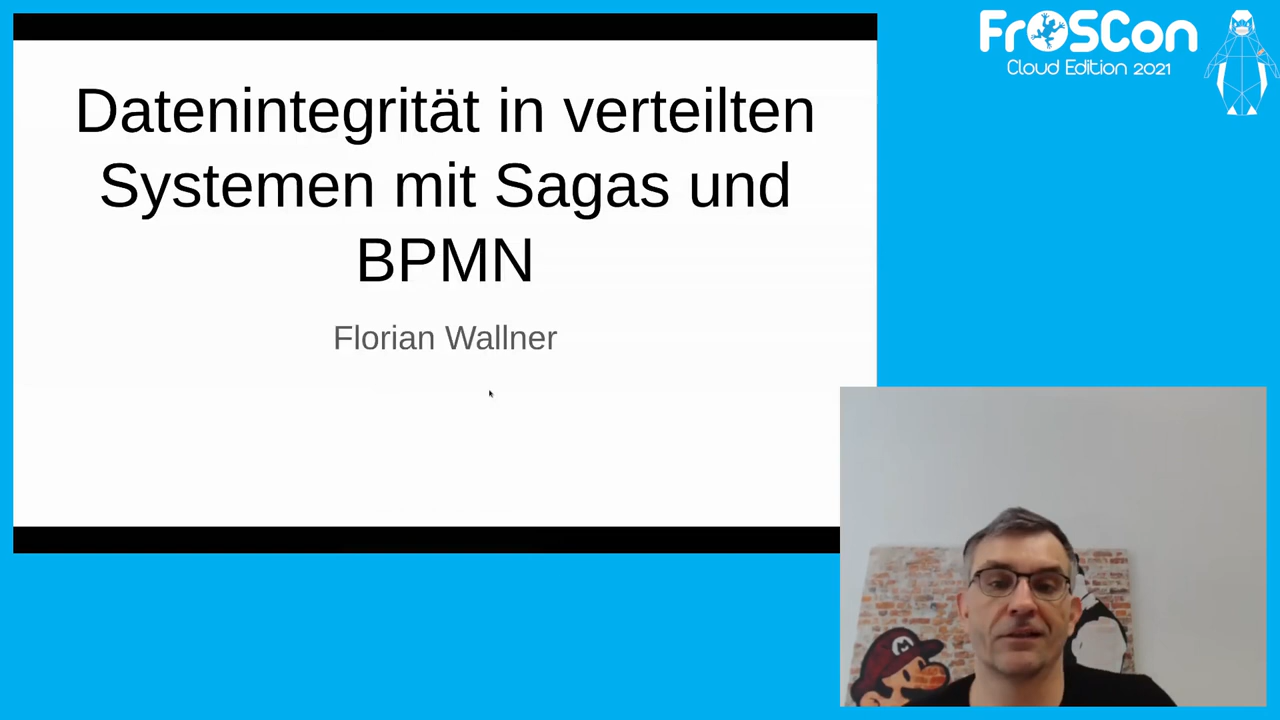 FrOSCon
Cloud Edition 2021
Datenintegrität in verteilten
Systemen mit Sagas und
BPMN
Florian Wallner
M